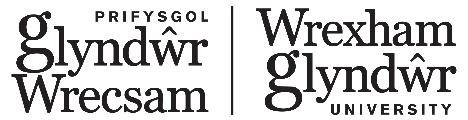 PRIFYSGOL
glyndŵr
Wrecsam
Wrexham
glyndŵr
UNIVERSITY